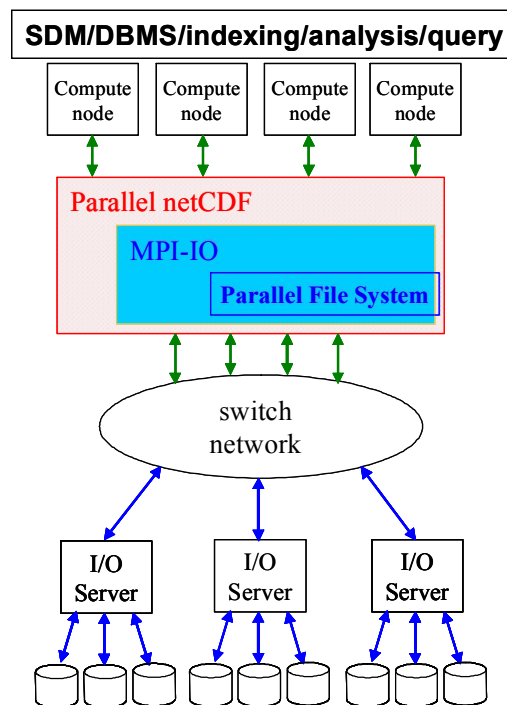 SDM/DBMS/indexing/analysis/query
Compute
node
Compute
node
Compute
node
Compute
node
Parallel netCDF
MPI-IO
Parallel File System
switch
network
I/O
Server
I/O
Server
I/O
Server